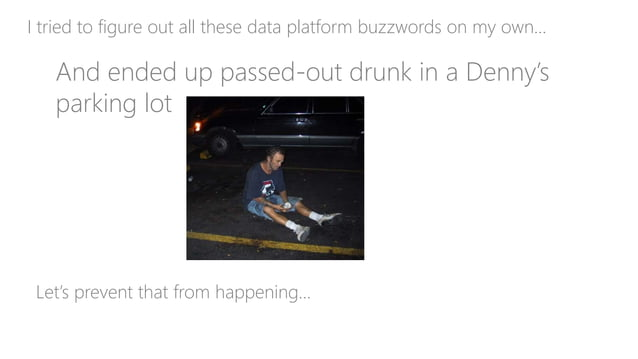 I tried to figure out all these data platform buzzwords on my own...
And ended up passed-out drunk in a Denny’s
parking lot
Let’s prevent that from happening...